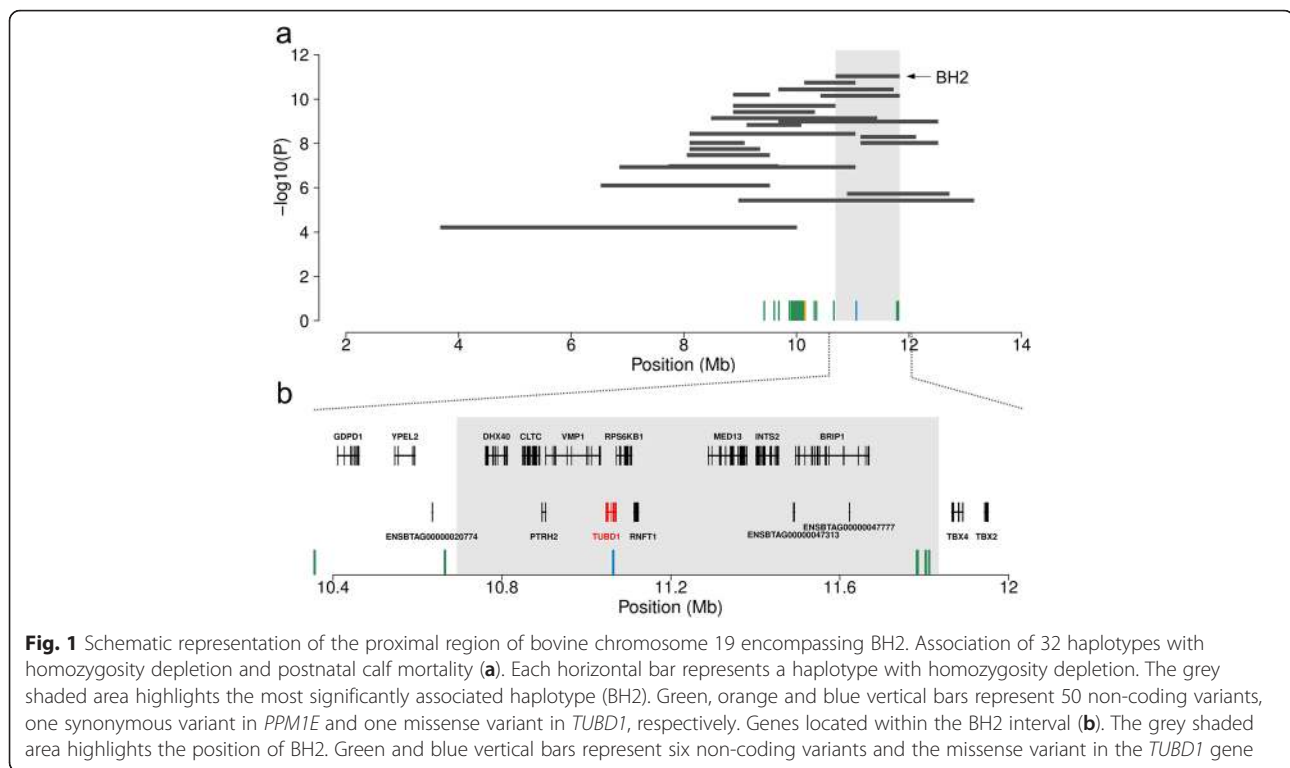 a
12
10
8
6
4
2
0
-log10(P)
BH2
2 4 6 8 10 12 14
Position (Mb)
b
GDPD1 YPEL2 DHX40 CLTC VMP1 RPS6KB1 MED13 INTS2 BRIP1
ENSBTAG00000020774 PTRH2 TUBD1 RNFT1 ENSBTAG00000047313 ENSBTAG00000047777 TBX4 TBX2
10.4 10.8 11.2 11.6 12
Position (Mb)
Fig. 1 Schematic representation of the proximal region of bovine chromosome 19 encompassing BH2. Association of 32 haplotypes with
homozygosity depletion and postnatal calf mortality (a). Each horizontal bar represents a haplotype with homozygosity depletion. The grey
shaded area highlights the most significantly associated haplotype (BH2). Green, orange and blue vertical bars represent 50 non-coding variants,
one synonymous variant in PPM1E and one missense variant in TUBD1, respectively. Genes located within the BH2 interval (b). The grey shaded
area highlights the position of BH2. Green and blue vertical bars represent six non-coding variants and the missense variant in the TUBD1 gene